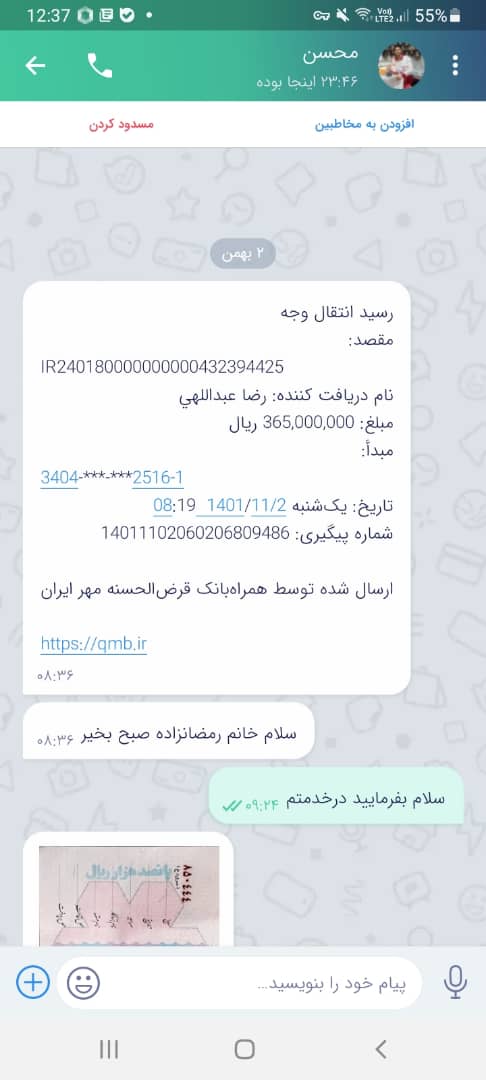 12:37
Vo)) LTE2 55%
محسن
۲۳:۴۶ اینجا بوده
افزودن به مخاطبین
مسدود کردن
۲ بهمن
رسید انتقال وجه
مقصد:
IR240180000000000432394425
نام دریافت کننده: رضا عبداللهي
مبلغ: 365,000,000 ریال
مبدأ:
3404-***-***2516-1
تاریخ: یک‌شنبه 1401/11/2 08:19
شماره پیگیری: 14011102060206809486
ارسال شده توسط همراه‌بانک قرض‌الحسنه مهر ایران
https://qmb.ir
۰۸:۳۶
سلام خانم رمضانزاده صبح بخیر ۰۸:۳۶
سلام بفرمایید درخدمتم ۰۹:۲۴
پانصد هزار ریال
پیام خود را بنویسید...